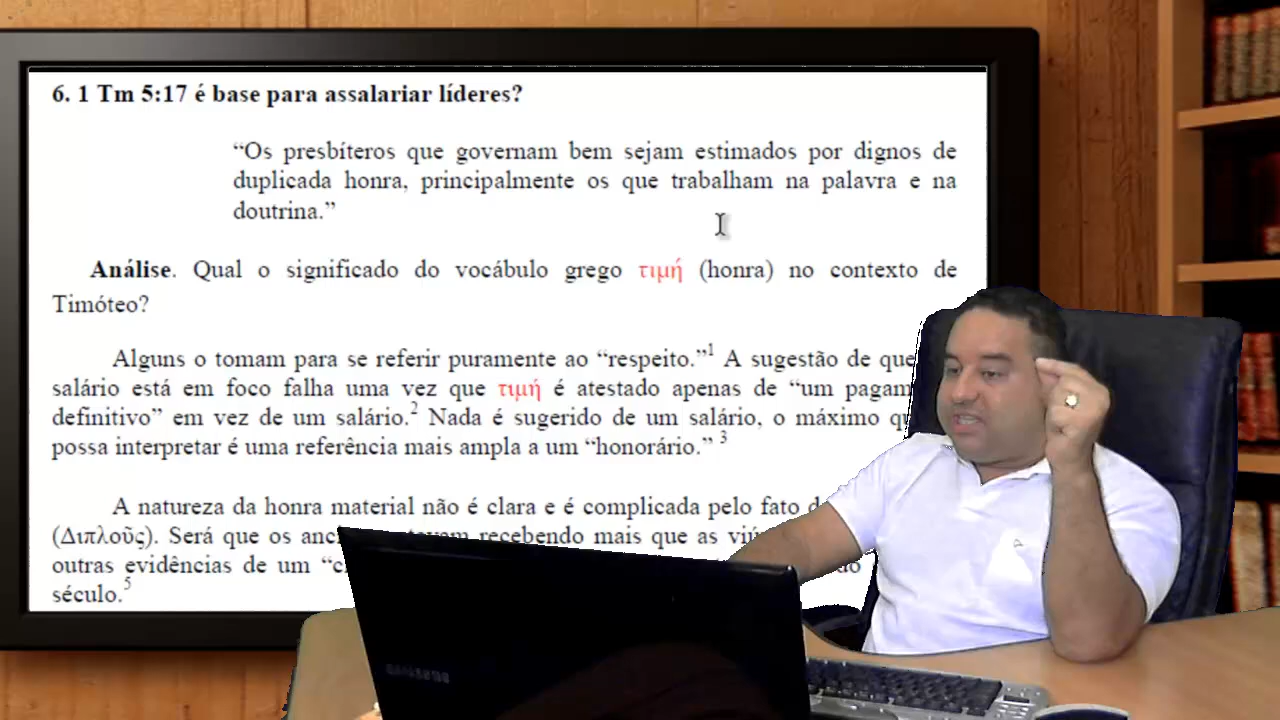 6. 1 Tm 5:17 é base para assalariar líderes?
“Os presbíteros que governam bem sejam estimados por dignos de
duplicada honra, principalmente os que trabalham na palavra e na
doutrina.”
Análise. Qual o significado do vocábulo grego τιμή (honra) no contexto de
Timóteo?
Alguns o tomam para se referir puramente ao “respeito.”1 A sugestão de que
salário está em foco falha uma vez que τιμή é atestado apenas de “um
definitivo” em vez de um salário.2 Nada é sugerido de um salário, o máximo
possa interpretar é uma referência mais ampla a um “honorário.” 3
A natureza da honra material não é clara e é complicada pelo fato
(Διπλοῦς). Será que os recebendo mais que as
outras evidências de um
século.5
SAMSUNG